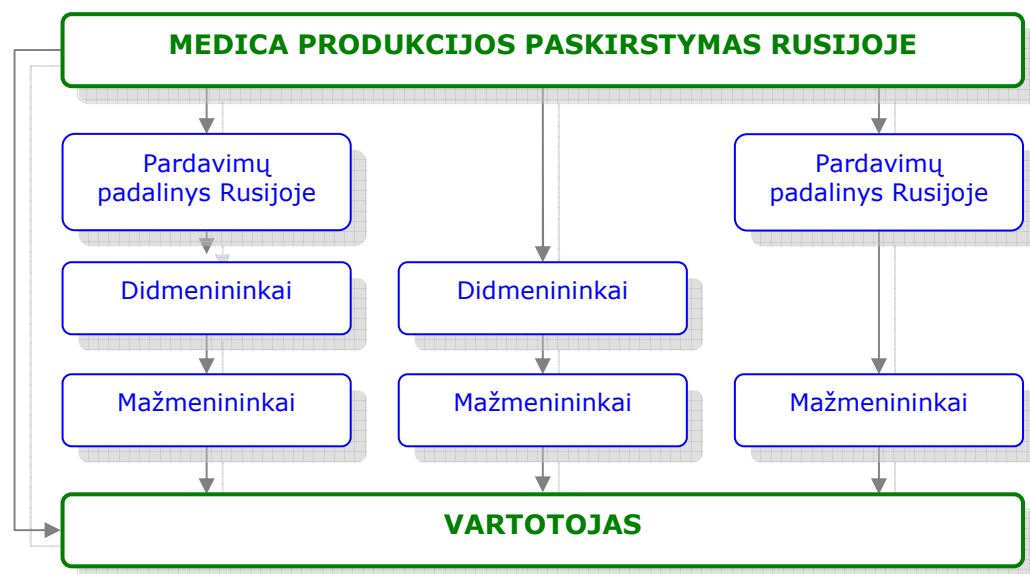 MEDICA PRODUKCIJOS PASKIRSTYMAS RUSIJOJE
Pardavimų
padalinys Rusijoje
Pardavimų
padalinys Rusijoje
Didmenininkai
Didmenininkai
Mažmenininkai
Mažmenininkai
Mažmenininkai
VARTOTOJAS